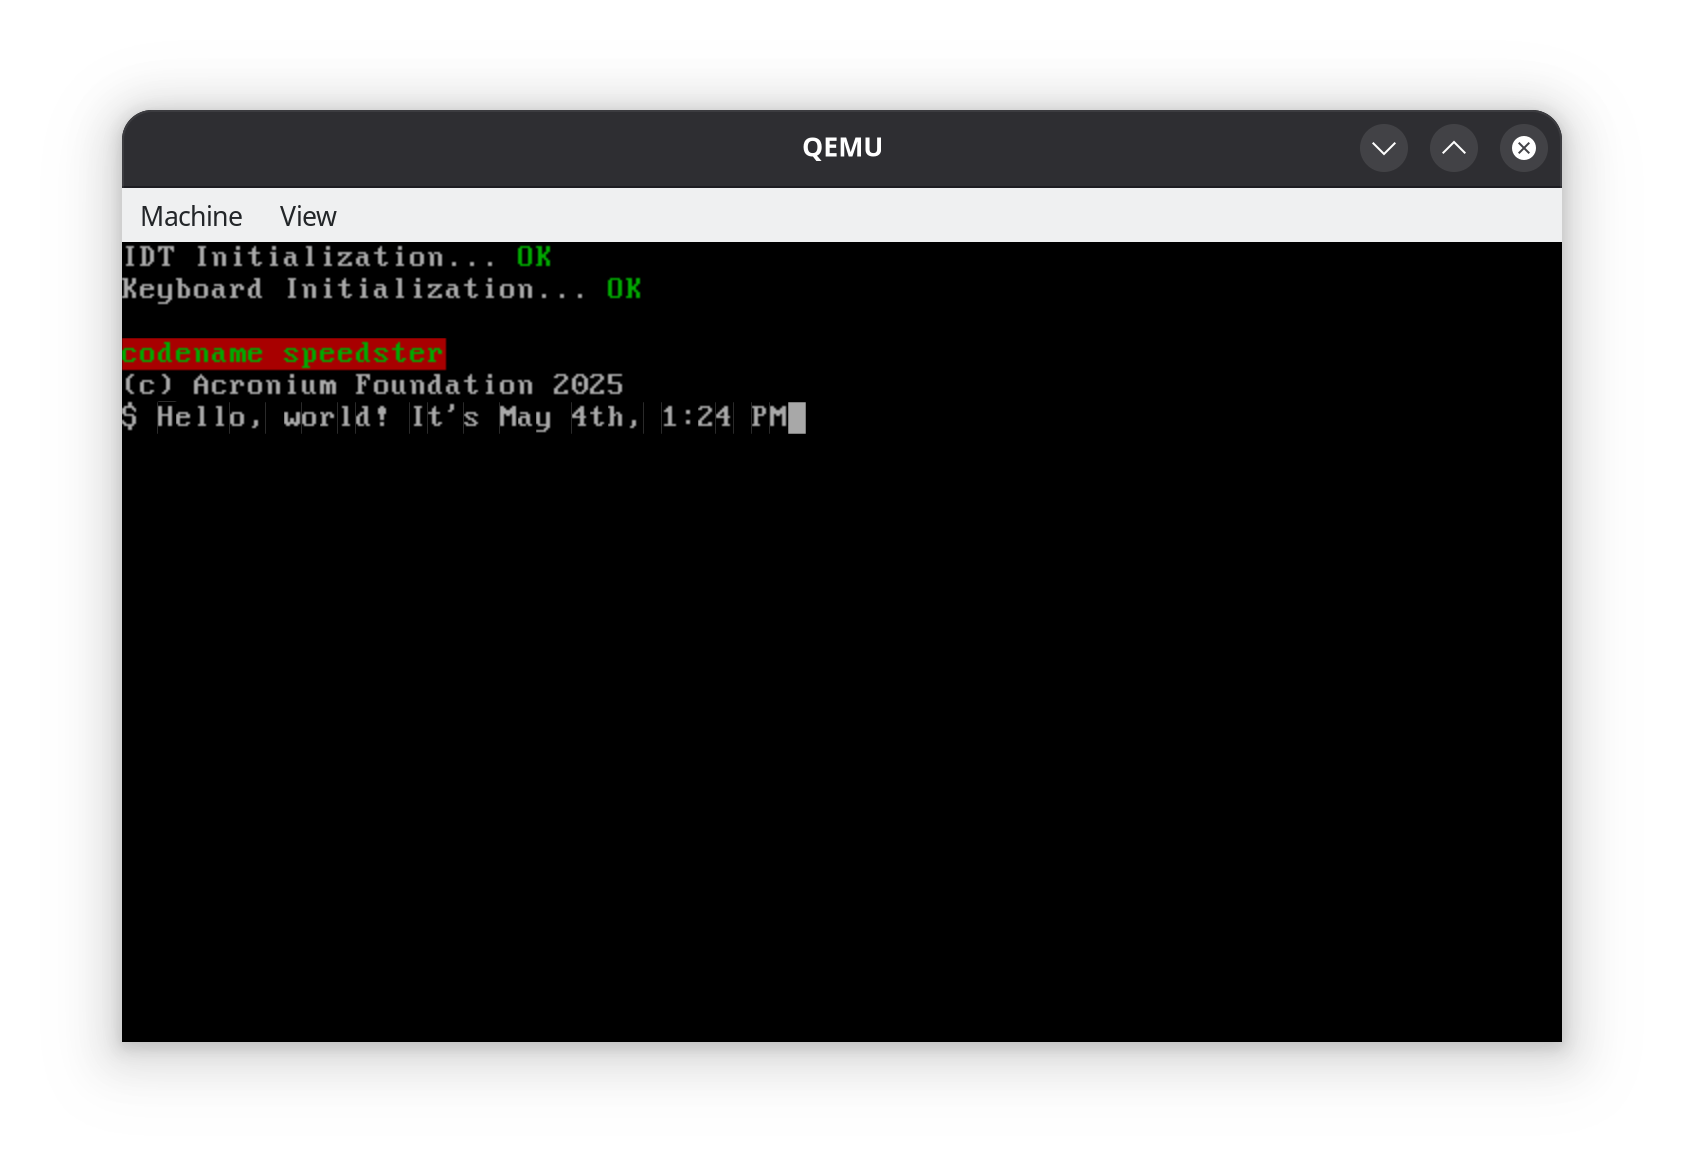 QEMU
Machine View
IDT Initialization... OK
Keyboard Initialization... OK
codename speedster
(c) Acronium Foundation 2025
$ Hello, world! It's May 4th, 1:24 PM